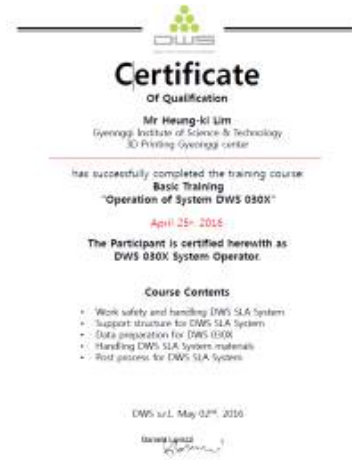 DWS
Certificate
Of Qualification
Mr Heung-ki Lim
Gyeonggi Institute of Science & Technology
3D Printing Gyeonggi center
has successfully completed the training course:
Basic Training
"Operation of System DWS 030X"
April 25th 2016
The Participant is certified herewith as
DWS 030X System Operator.
Course Contents
• Work safety and handling DWS SLA System
• Support structure for DWS SLA System
• Data preparation for DWS 030X
• Handling DWS SLA System materials
• Post process for DWS SLA System
DWS s.r.l. May 02nd, 2016